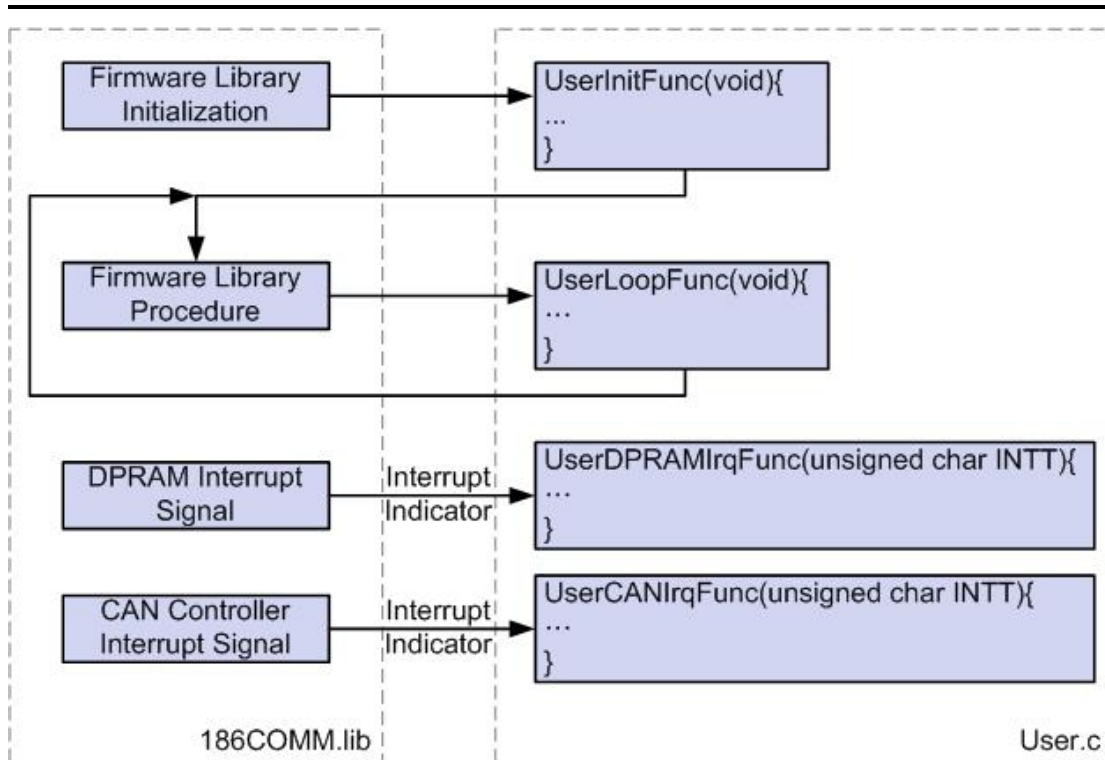 Firmware Library
Initialization
UserInitFunc(void){
...
}
Firmware Library
Procedure
UserLoopFunc(void){
...
}
DPRAM Interrupt
Signal
Interrupt
Indicator
UserDPRAMIrqFunc(unsigned char INTT){
...
}
CAN Controller
Interrupt Signal
Interrupt
Indicator
UserCANIrqFunc(unsigned char INTT){
...
}
186COMM.lib
User.c